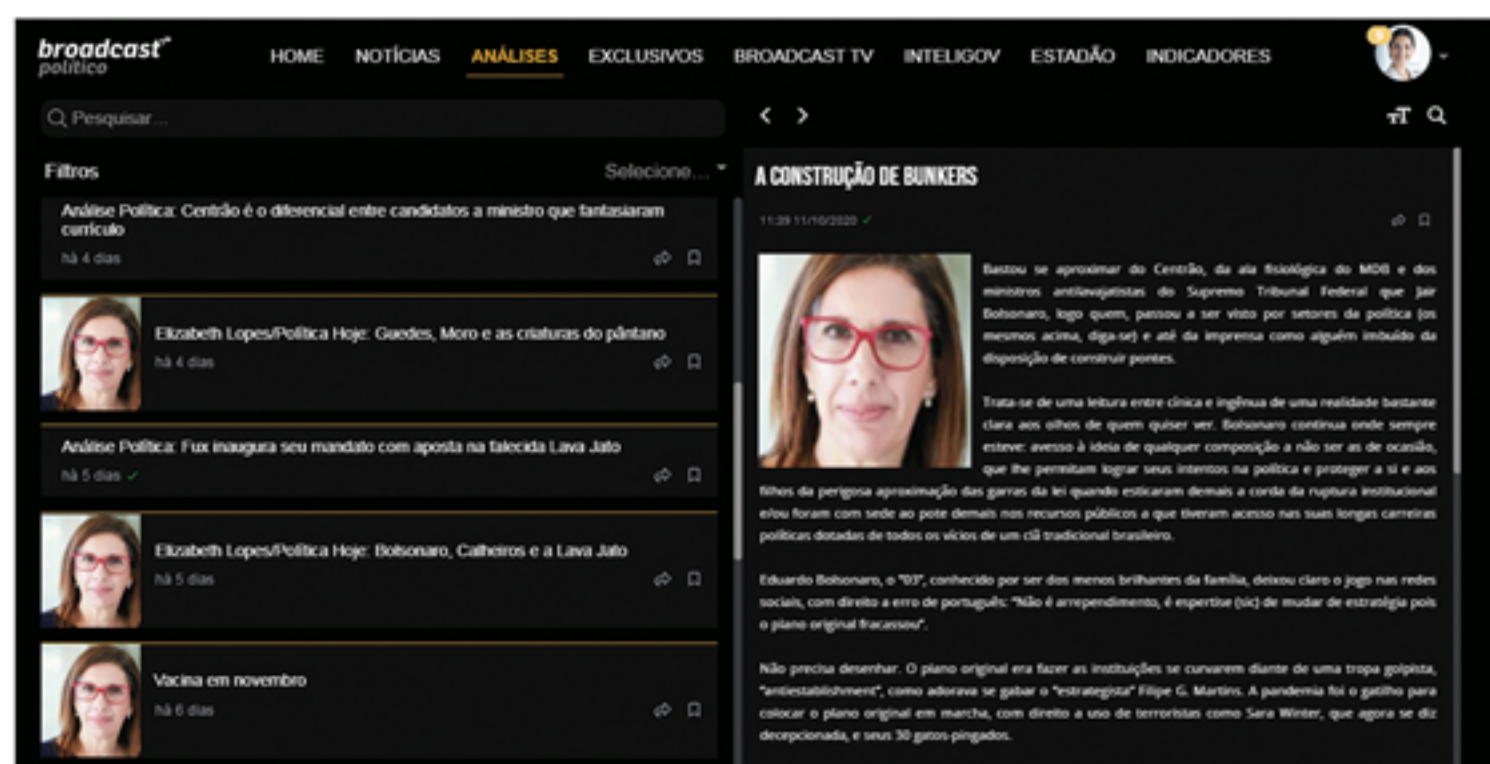 broadcast
político
HOME NOTÍCIAS ANÁLISES EXCLUSIVOS BROADCAST TV INTELIGOV ESTADÃO INDICADORES
9
Pesquisar...
Filtros Selecione...
Análise Política: Centrão é o diferencial entre candidatos a ministro que fantasiaram
currículo
há 4 dias
Elizabeth Lopes/Política Hoje: Guedes, Moro e as criaturas do pântano
há 4 dias
Análise Política: Fux inaugura seu mandato com aposta na falecida Lava Jato
há 5 dias
Elizabeth Lopes/Política Hoje: Bolsonaro, Calheiros e a Lava Jato
há 5 dias
Vacina em novembro
há 6 dias
A CONSTRUÇÃO DE BUNKERS
11:39 11/10/2020
Bastou se aproximar do Centrão, da ala fisiológica do MDB e dos
ministros antilavajatistas do Supremo Tribunal Federal que Jair
Bolsonaro, logo quem, passou a ser visto por setores da política (os
mesmos acima, diga-se) e até da imprensa como alguém imbuído da
disposição de construir pontes.
Trata-se de uma leitura entre cínica e ingênua de uma realidade bastante
clara aos olhos de quem quiser ver. Bolsonaro continua onde sempre
esteve: avesso à ideia de qualquer composição a não ser as de ocasião,
que lhe permitam lograr seus intentos na política e proteger a si e aos
filhos da perigosa aproximação das garras da lei quando esticaram demais a corda da ruptura institucional
e/ou foram com sede ao pote demais nos recursos públicos a que tiveram acesso nas suas longas carreiras
políticas dotadas de todos os vícios de um clã tradicional brasileiro.
Eduardo Bolsonaro, o "03", conhecido por ser dos menos brilhantes da família, deixou claro o jogo nas redes
sociais, com direito a erro de português: "Não é arrependimento, é espertise (sic) de mudar de estratégia pois
o plano original fracassou".
Não precisa desenhar. O plano original era fazer as instituições se curvarem diante de uma tropa golpista,
"antiestablishment", como adorava se gabar o "estrategista" Filipe G. Martins. A pandemia foi o gatilho para
colocar o plano original em marcha, com direito a uso de terroristas como Sara Winter, que agora se diz
decepcionada, e seus 30 gatos-pingados.